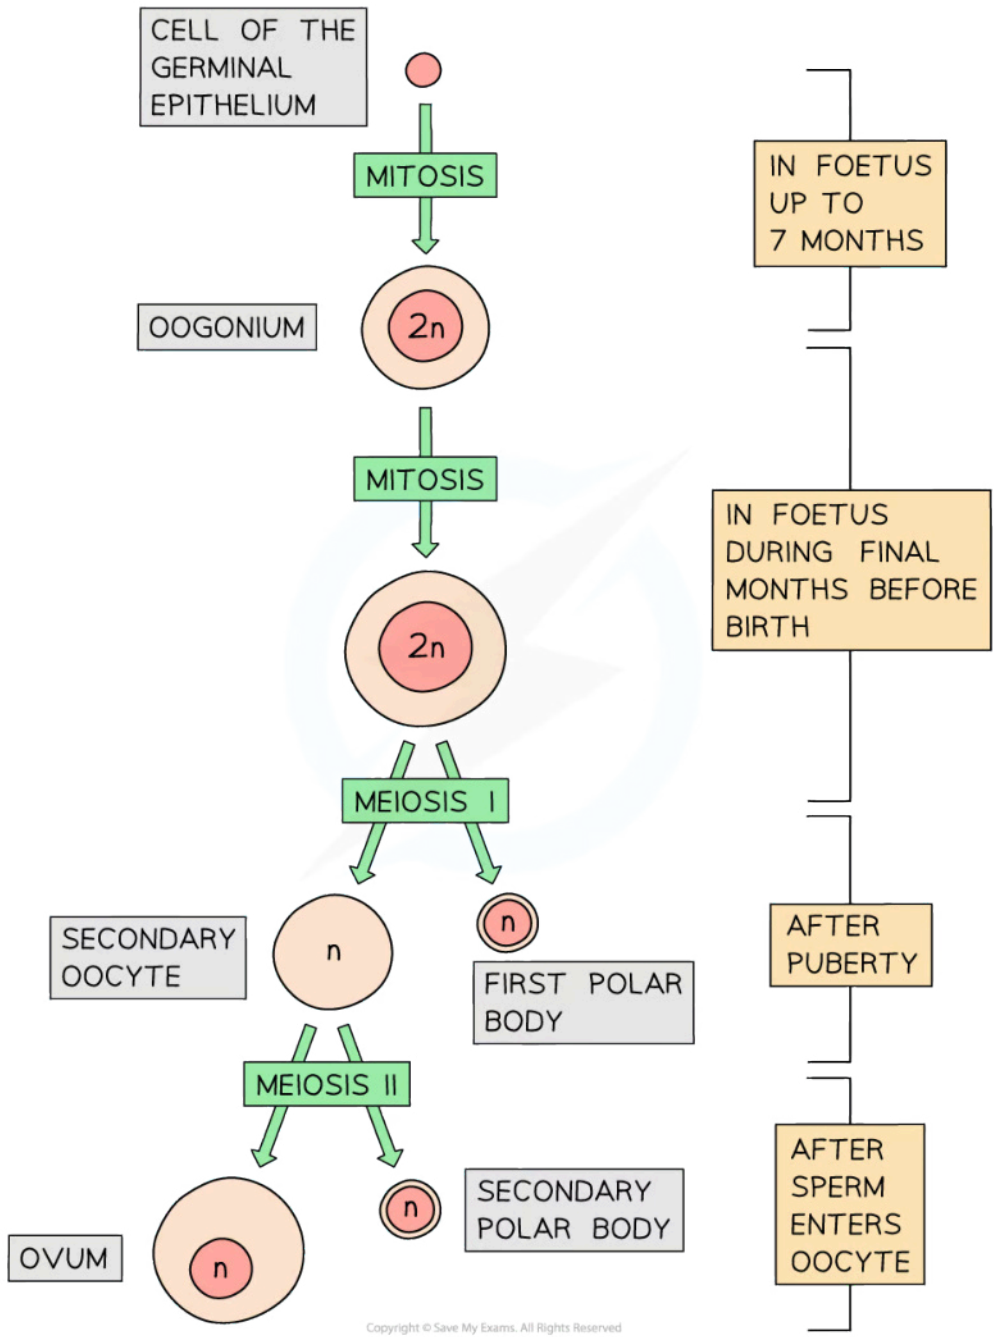 CELL OF THE
GERMINAL
EPITHELIUM
MITOSIS
IN FOETUS
UP TO
7 MONTHS
OOGONIUM
2n
MITOSIS
IN FOETUS
DURING FINAL
MONTHS BEFORE
BIRTH
2n
MEIOSIS I
SECONDARY
OOCYTE
n
n
FIRST POLAR
BODY
AFTER
PUBERTY
MEIOSIS II
OVUM
n
n
SECONDARY
POLAR BODY
AFTER
SPERM
ENTERS
OOCYTE
Copyright © Save My Exams. All Rights Reserved